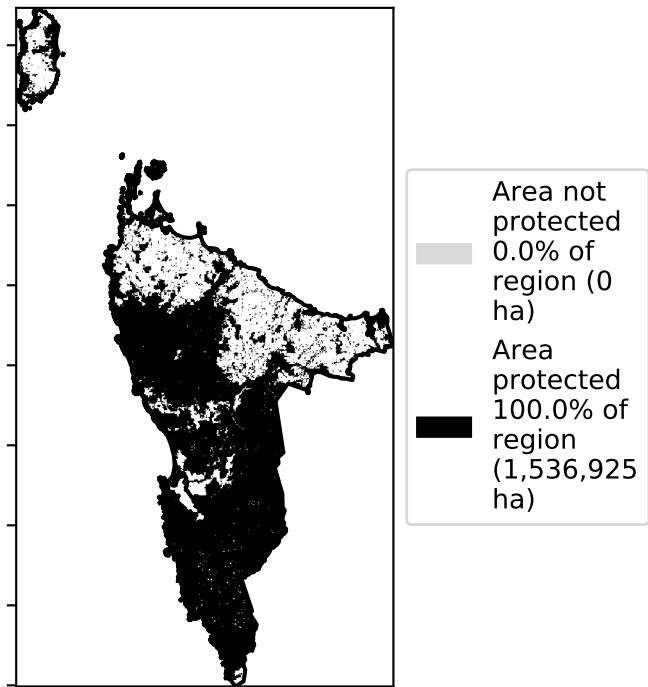 Area not
protected
0.0% of
region (0
ha)
Area
protected
100.0% of
region
(1,536,925
ha)